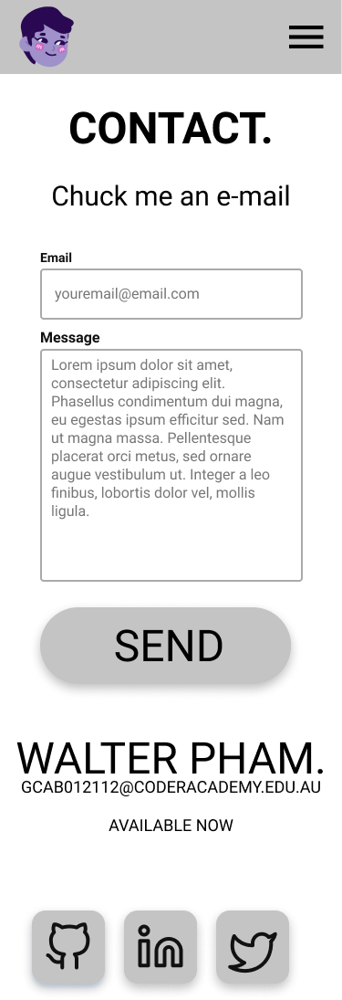 CONTACT.
Chuck me an e-mail
Email
youremail@email.com
Message
Lorem ipsum dolor sit amet,
consectetur adipiscing elit.
Phasellus condimentum dui magna,
eu egestas ipsum efficitur sed. Nam
ut magna massa. Pellentesque
placerat orci metus, sed ornare
augue vestibulum ut. Integer a leo
finibus, lobortis dolor vel, mollis
ligula.
SEND
WALTER PHAM.
GCAB012112@CODERACADEMY.EDU.AU
AVAILABLE NOW
in